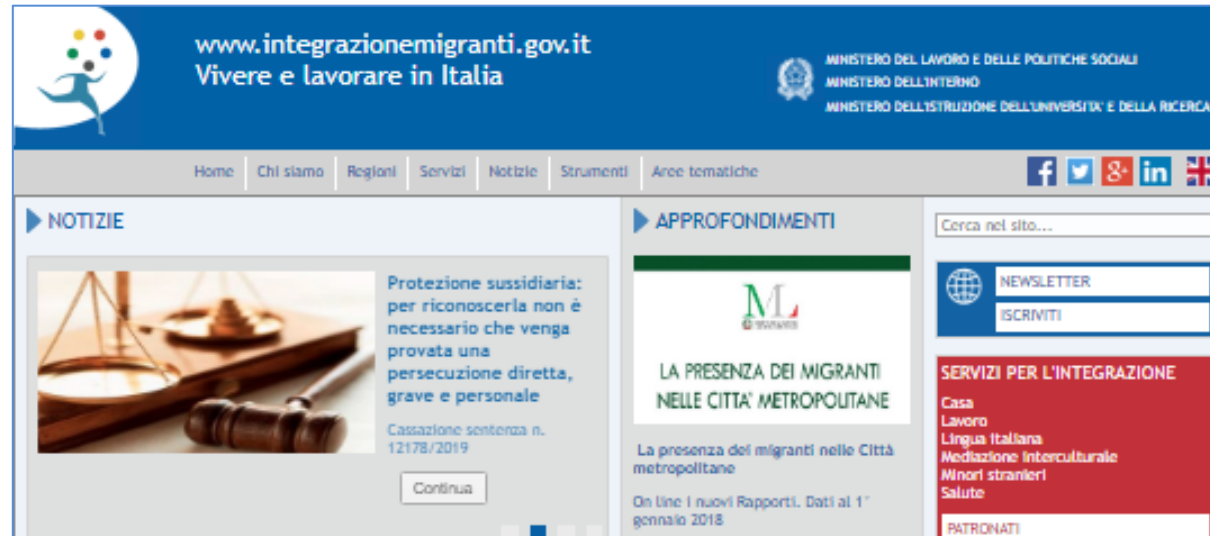 www.integrazionemigranti.gov.it
Vivere e lavorare in Italia
MINISTERO DEL LAVORO E DELLE POLITICHE SOCIALI
MINISTERO DELL'INTERNO
MINISTERO DELL'ISTRUZIONE DELL'UNIVERSITA' E DELLA RICERCA
Home Chi siamo Regioni Servizi Notizie Strumenti Aree tematiche
f 8+ in
NOTIZIE
Protezione sussidiaria:
per riconoscerla non è
necessario che venga
provata una
persecuzione diretta,
grave e personale
Cassazione sentenza n.
12178/2019
Continua
APPROFONDIMENTI
ML
LA PRESENZA DEI MIGRANTI
NELLE CITTA' METROPOLITANE
La presenza dei migranti nelle Città
metropolitane
On line i nuovi Rapporti. Dati al 1°
gennaio 2018
Cerca nel sito...
NEWSLETTER
ISCRIVITI
SERVIZI PER L'INTEGRAZIONE
Casa
Lavoro
Lingua Italiana
Mediazione Interculturale
Minori stranieri
Salute
PATRONATI